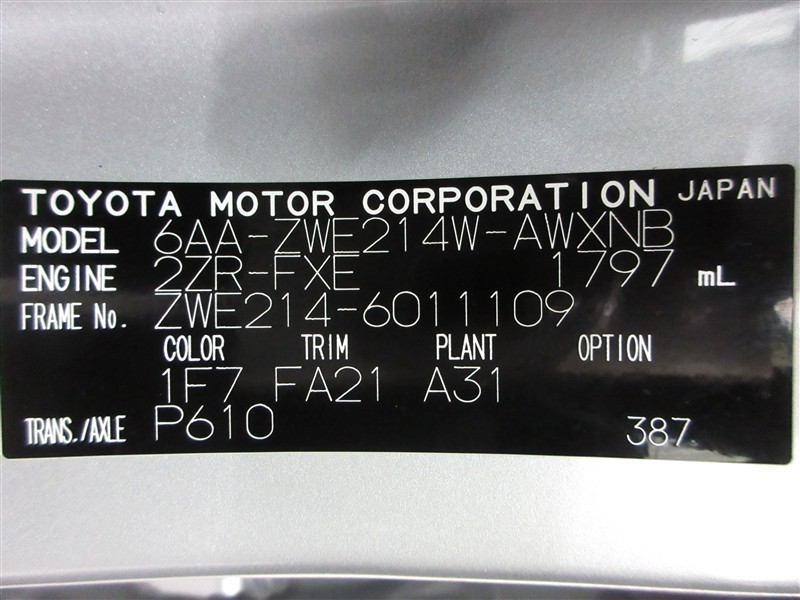 TOYOTA MOTOR CORPORATION JAPAN
MODEL 6AA-ZWE214W-AWXNB
ENGINE 2ZR-FXE 1797 mL
FRAME No. ZWE214-6011109
COLOR TRIM PLANT OPTION
1F7 FA21 A31
TRANS./AXLE P610 387